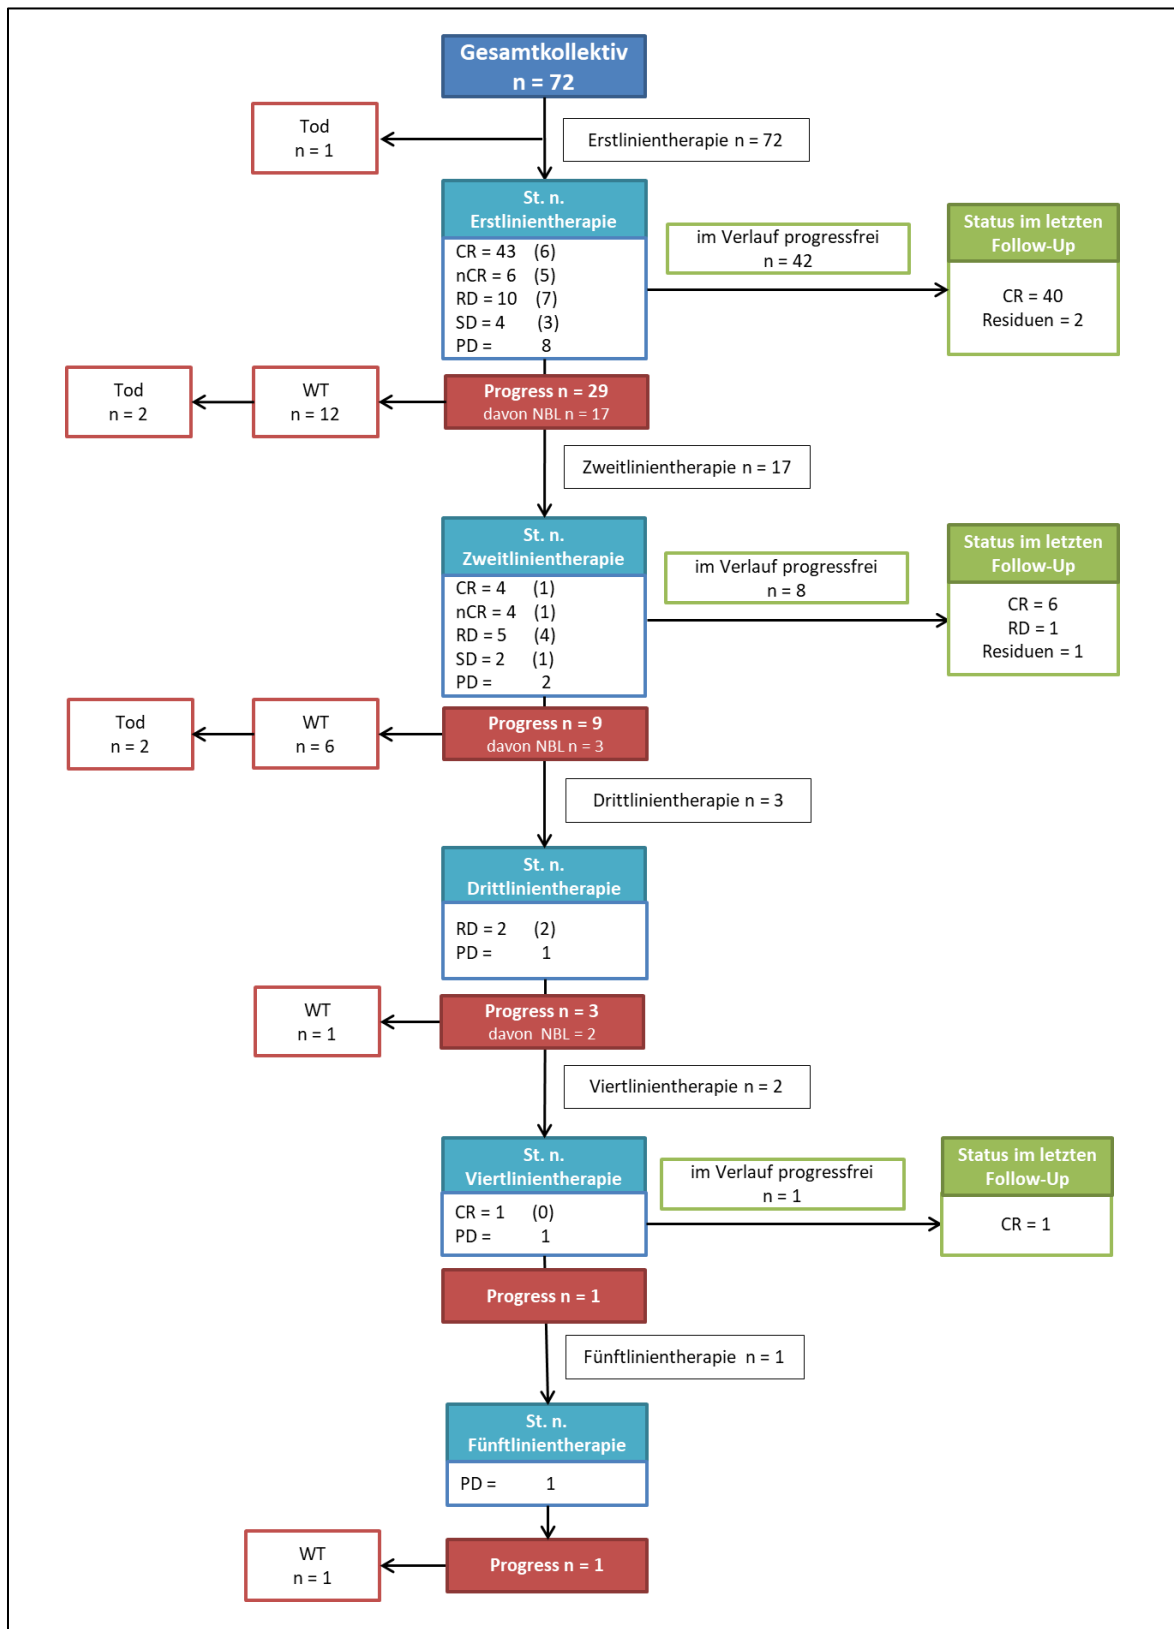 Gesamtkollektiv
n = 72
Tod
n = 1
Erstlinientherapie n = 72
St. n.
Erstlinientherapie
CR = 43 (6)
nCR = 6 (5)
RD = 10 (7)
SD = 4 (3)
PD = 8
im Verlauf progressfrei
n = 42
Status im letzten
Follow-Up
CR = 40
Residuen = 2
Tod
n = 2
WT
n = 12
Progress n = 29
davon NBL n = 17
Zweitlinientherapie n = 17
St. n.
Zweitlinientherapie
CR = 4 (1)
nCR = 4 (1)
RD = 5 (4)
SD = 2 (1)
PD = 2
im Verlauf progressfrei
n = 8
Status im letzten
Follow-Up
CR = 6
RD = 1
Residuen = 1
Tod
n = 2
WT
n = 6
Progress n = 9
davon NBL n = 3
Drittlinientherapie n = 3
St. n.
Drittlinientherapie
RD = 2 (2)
PD = 1
WT
n = 1
Progress n = 3
davon NBL = 2
Viertlinientherapie n = 2
St. n.
Viertlinientherapie
CR = 1 (0)
PD = 1
im Verlauf progressfrei
n = 1
Status im letzten
Follow-Up
CR = 1
Progress n = 1
Fünftlinientherapie n = 1
St. n.
Fünftlinientherapie
PD = 1
WT
n = 1
Progress n = 1